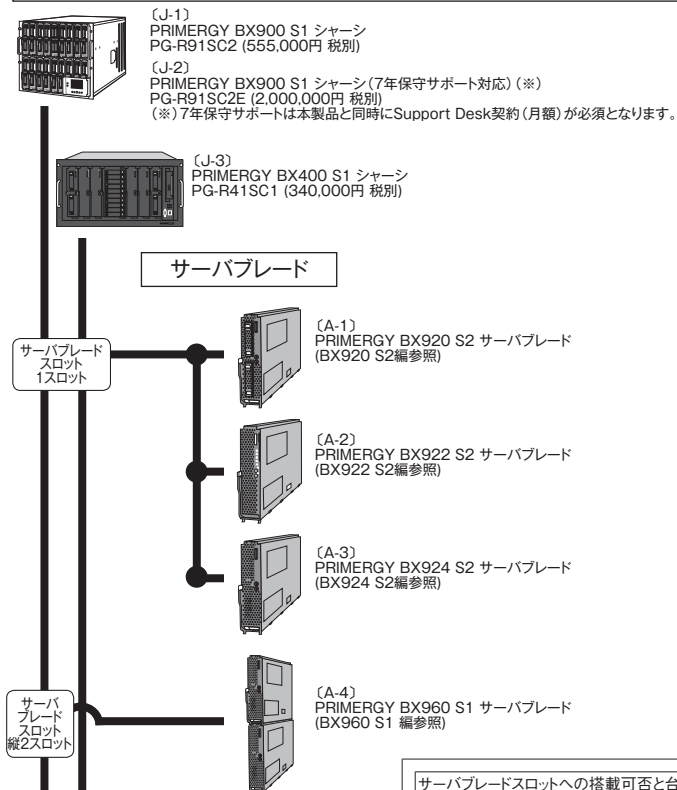 〔J-1〕
PRIMERGY BX900 S1 シャーシ
PG-R91SC2 (555,000円 税別)
〔J-2〕
PRIMERGY BX900 S1 シャーシ(7年保守サポート対応)(※)
PG-R91SC2E (2,000,000円 税別)
(※)7年保守サポートは本製品と同時にSupport Desk契約(月額)が必須となります。
〔J-3〕
PRIMERGY BX400 S1 シャーシ
PG-R41SC1 (340,000円 税別)
サーバブレード
サーバブレード
スロット
1スロット
〔A-1〕
PRIMERGY BX920 S2 サーバブレード
(BX920 S2編参照)
〔A-2〕
PRIMERGY BX922 S2 サーバブレード
(BX922 S2編参照)
〔A-3〕
PRIMERGY BX924 S2 サーバブレード
(BX924 S2編参照)
サーバ
ブレード
スロット
縦2スロット
〔A-4〕
PRIMERGY BX960 S1 サーバブレード
(BX960 S1 編参照)
サーバブレードスロットへの搭載可否と台